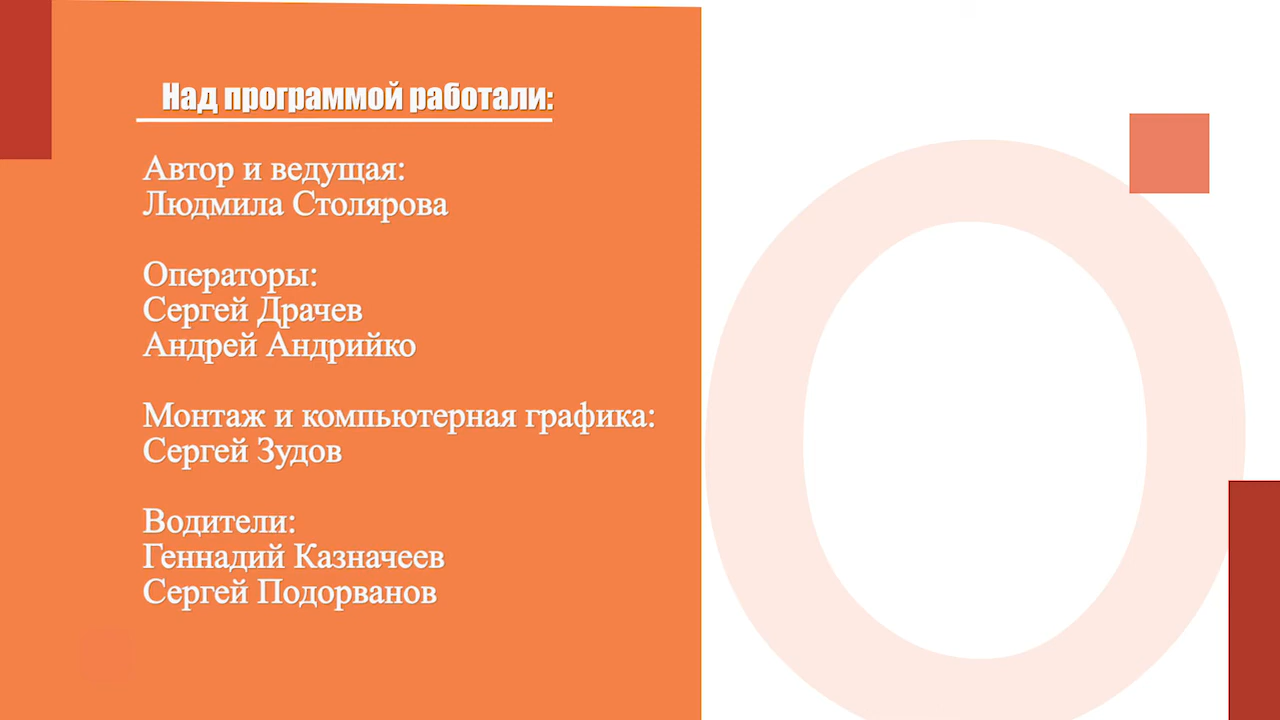 Над программой работали:
Автор и ведущая:
Людмила Столярова
Операторы:
Сергей Драчев
Андрей Андрийко
Монтаж и компьютерная графика:
Сергей Зудов
Водители:
Геннадий Казначеев
Сергей Подорванов